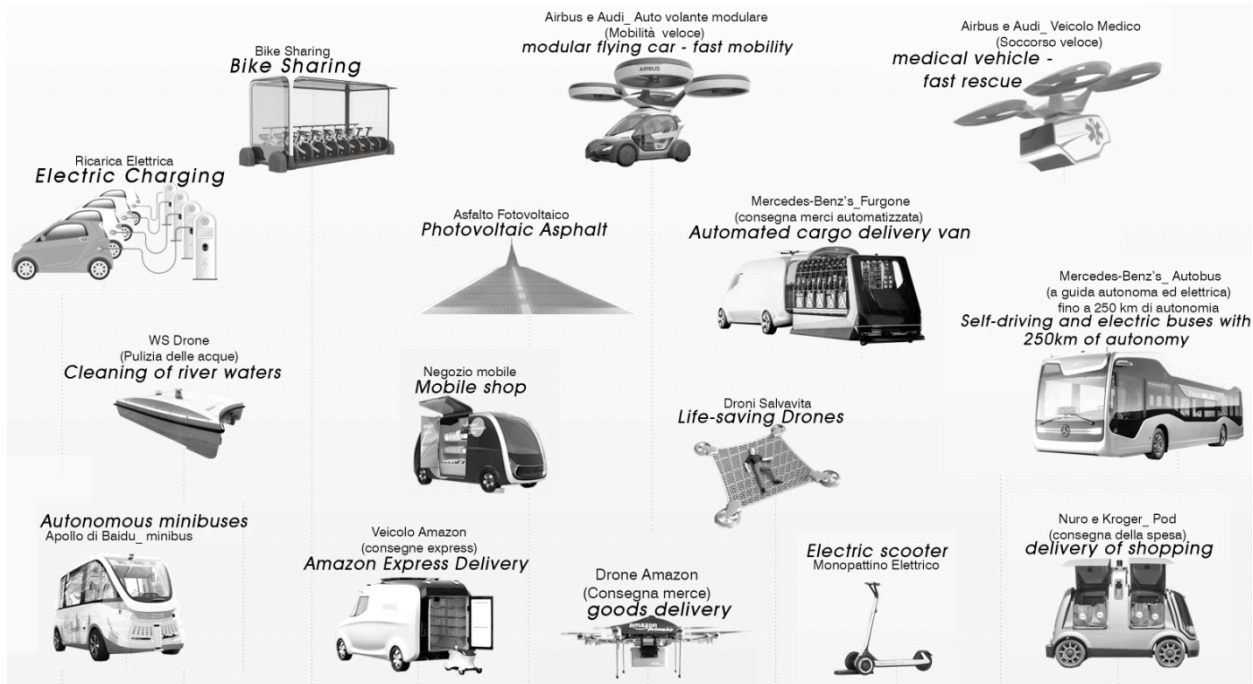 Bike Sharing
Bike Sharing
Airbus e Audi_ Auto volante modulare
(Mobilità veloce)
modular flying car - fast mobility
AIRBUS
Airbus e Audi_ Veicolo Medico
(Soccorso veloce)
medical vehicle -
fast rescue
Ricarica Elettrica
Electric Charging
Asfalto Fotovoltaico
Photovoltaic Asphalt
Mercedes-Benz's_Furgone
(consegna merci automatizzata)
Automated cargo delivery van
Mercedes-Benz's_ Autobus
(a guida autonoma ed elettrica)
fino a 250 km di autonomia
Self-driving and electric buses with
250km of autonomy
WS Drone
(Pulizia delle acque)
Cleaning of river waters
Negozio mobile
Mobile shop
Droni Salvavita
Life-saving Drones
Autonomous minibuses
Apollo di Baidu_ minibus
Veicolo Amazon
(consegne express)
Amazon Express Delivery
Drone Amazon
(Consegna merce)
goods delivery
amazon
Electric scooter
Monopattino Elettrico
Nuro e Kroger_ Pod
(consegna della spesa)
delivery of shopping